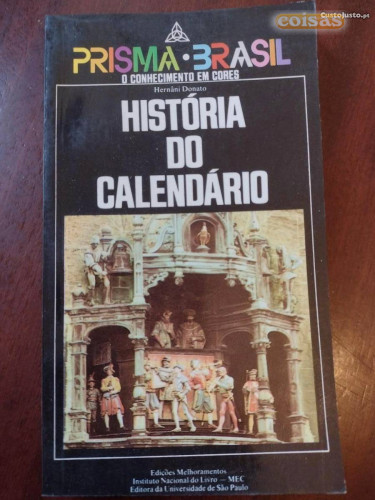 CustoJusto.pt
coisas
PRISMA·BRASIL
O CONHECIMENTO EM CORES
Hernâni Donato
HISTÓRIA
DO
CALENDÁRIO
Edições Melhoramentos
Instituto Nacional do Livro — MEC
Editora da Universidade de São Paulo